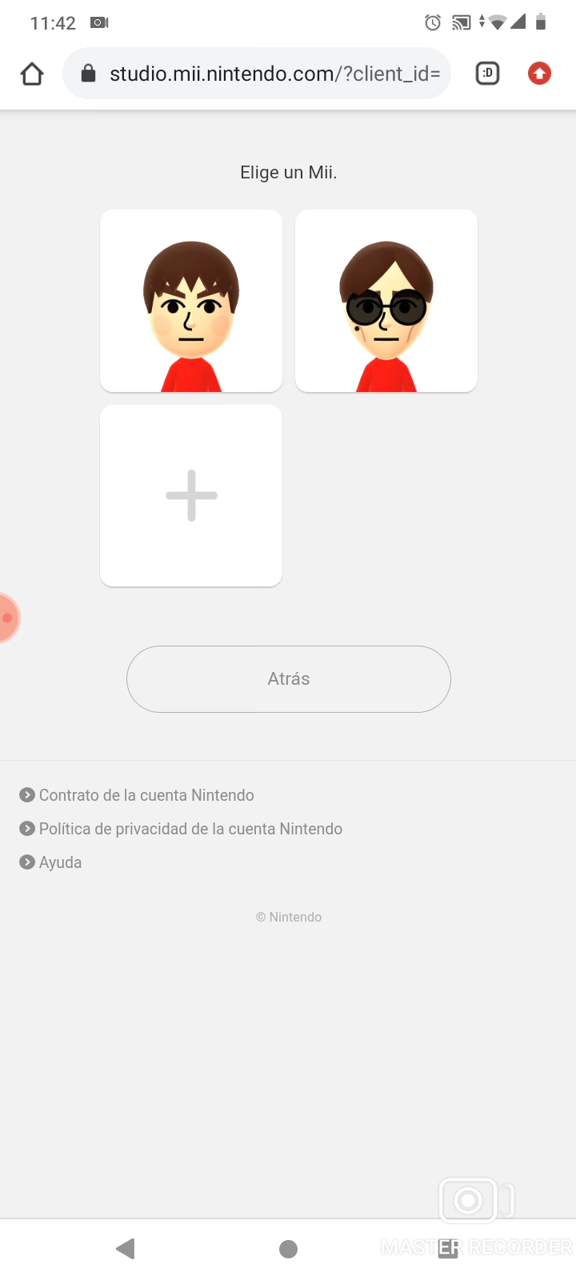 11:42
studio.mii.nintendo.com/?client_id=
:D
Elige un Mii.
Atrás
Contrato de la cuenta Nintendo
Política de privacidad de la cuenta Nintendo
Ayuda
© Nintendo
MASTER RECORDER